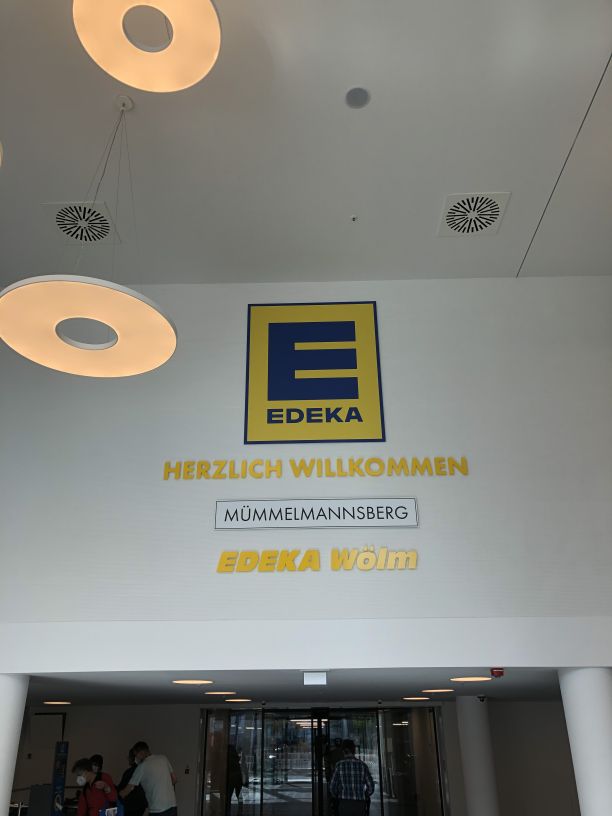 E
EDEKA
HERZLICH WILLKOMMEN
MÜMMELMANNSBERG
EDEKA Wölm